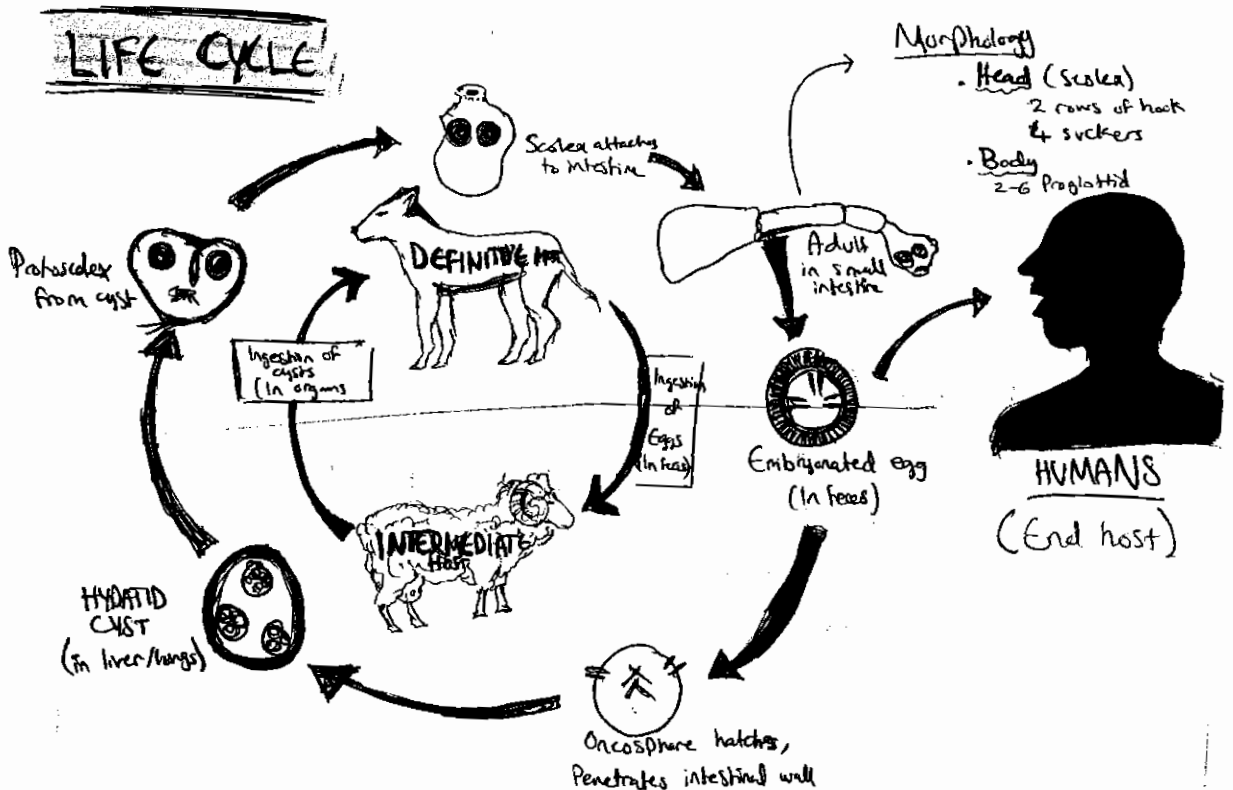 LIFE CYCLE
Morphology
. Head (Scolex)
2 rows of hook
4 suckers
. Body
2-6 Proglottid
Scolex attaches
to intestine
Adult
in small
intestine
Protoscolex
from cyst
DEFINITIVE
Ingestion of
cysts
(In organs
Ingestion
of
Eggs
(In feces)
Embryonated egg
(In feces)
HUMANS
(End host)
INTERMEDIATE
HOST
HYDATID
CYST
(in liver/lungs)
Oncosphere hatches,
Penetrates intestinal wall